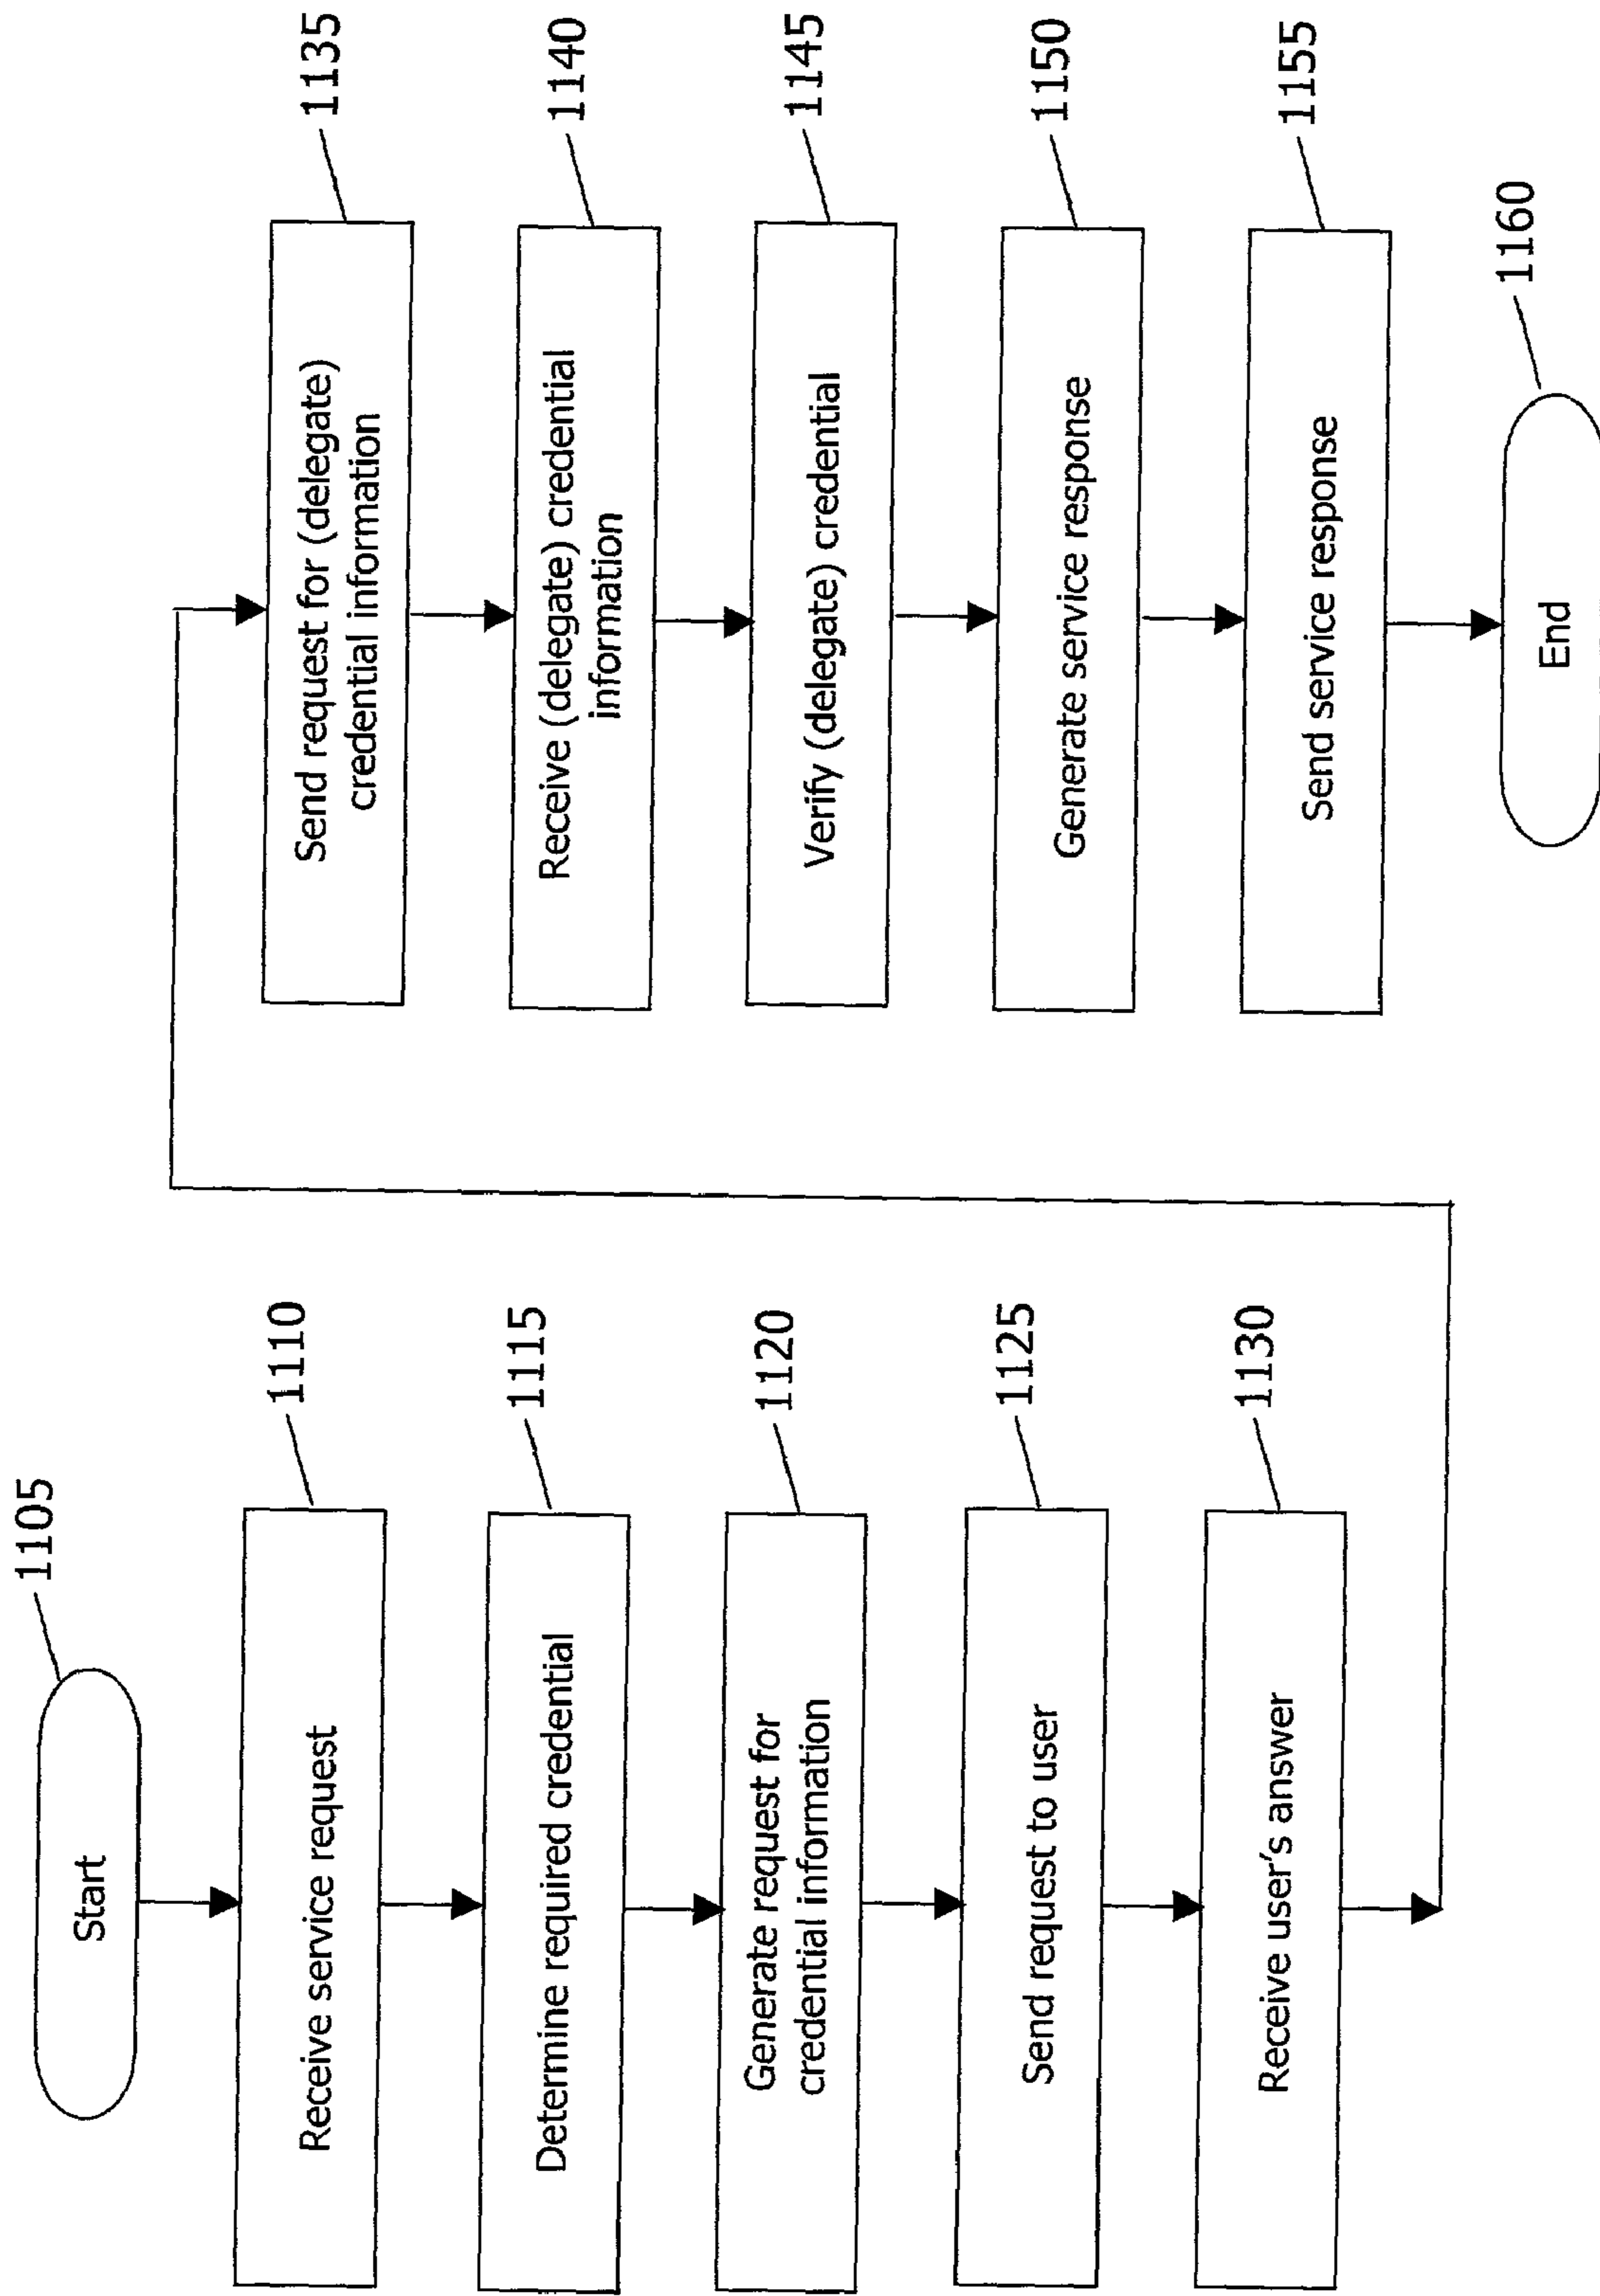 Start
1105
Receive service request
1110
Determine required credential
1115
Generate request for
credential information
1120
Send request to user
1125
Receive user's answer
1130
Send request for (delegate)
credential information
1135
Receive (delegate) credential
information
1140
Verify (delegate) credential
1145
Generate service response
1150
Send service response
1155
End
1160